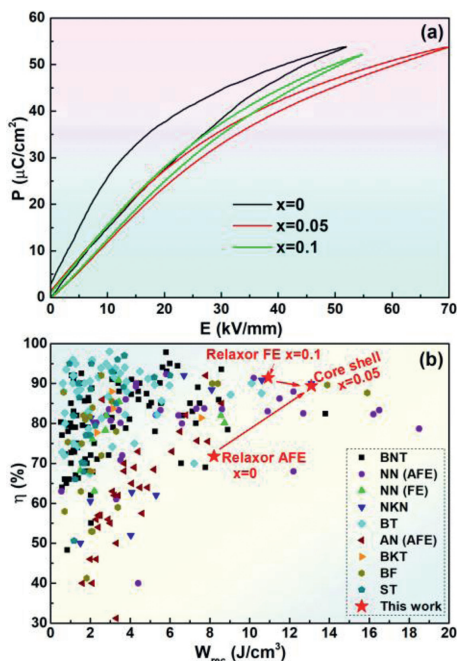 60
50
40
30
20
10
0
P (μC/cm²)
(a)
x=0
x=0.05
x=0.1
0 10 20 30 40 50 60 70
E (kV/mm)
100
90
80
70
60
50
40
30
η (%)
(b)
Relaxor FE x=0.1
Core shell
x=0.05
Relaxor AFE
x=0
BNT
NN (AFE)
NN (FE)
NKN
BT
AN (AFE)
BKT
BF
ST
This work
0 2 4 6 8 10 12 14 16 18 20
W_rec (J/cm³)